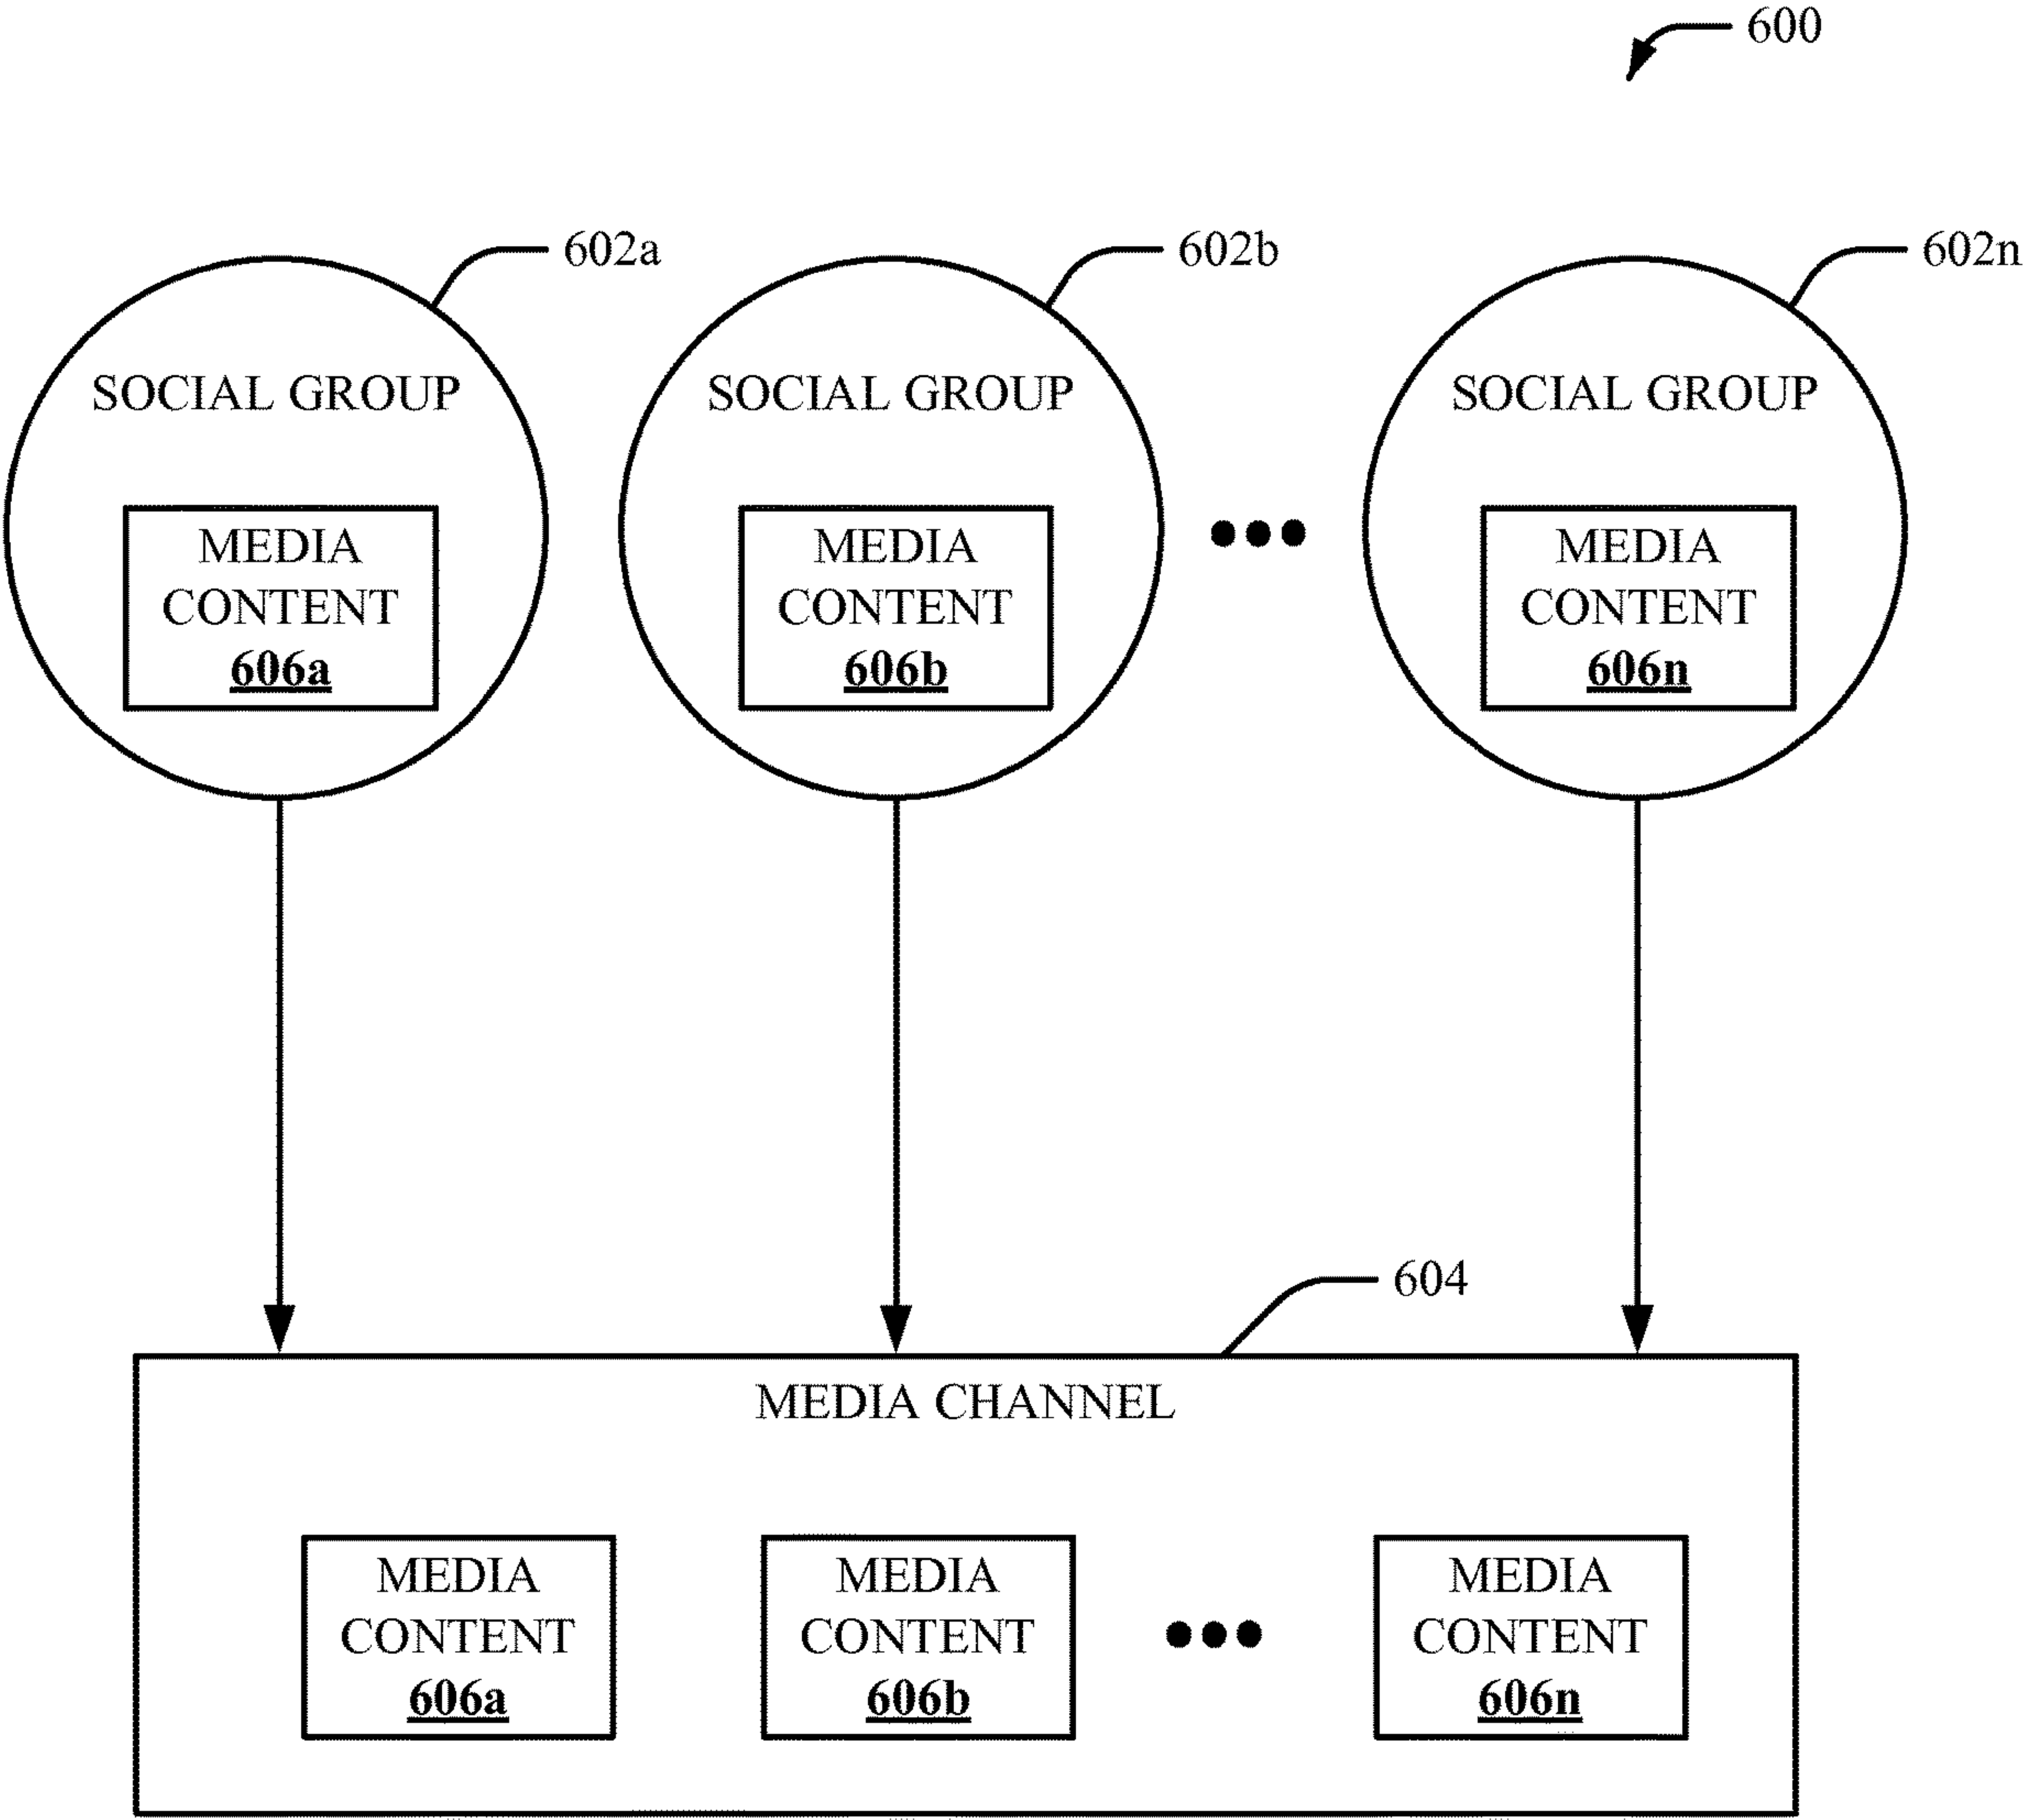 600
602a
602b
602n
SOCIAL GROUP
SOCIAL GROUP
SOCIAL GROUP
MEDIA
CONTENT
606a
MEDIA
CONTENT
606b
MEDIA
CONTENT
606n
604
MEDIA CHANNEL
MEDIA
CONTENT
606a
MEDIA
CONTENT
606b
MEDIA
CONTENT
606n